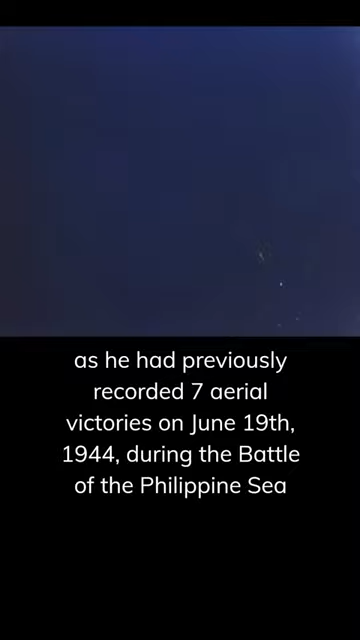 as he had previously
recorded 7 aerial
victories on June 19th,
1944, during the Battle
of the Philippine Sea